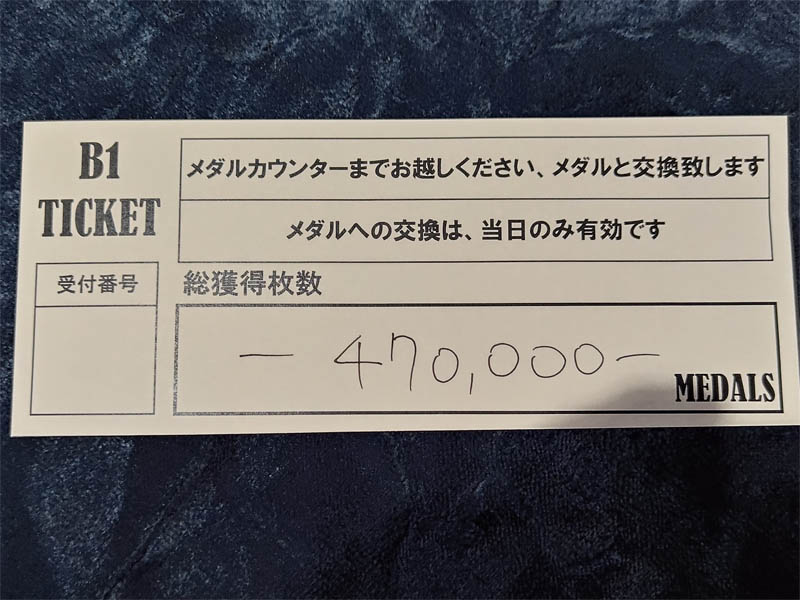 B1
TICKET
メダルカウンターまでお越しください、メダルと交換致します
メダルへの交換は、当日のみ有効です
受付番号
総獲得枚数
- 470,000 -
MEDALS